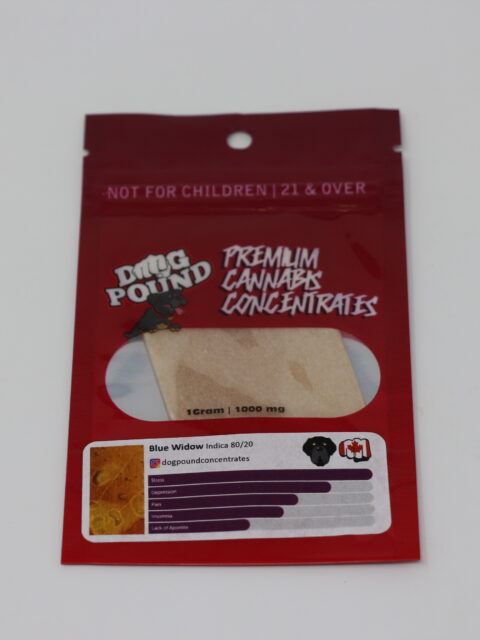 NOT FOR CHILDREN | 21 & OVER
DOG
POUND
PREMIUM
CANNABIS
CONCENTRATES
1Gram | 1000 mg
Blue Widow Indica 80/20
dogpoundconcentrates
Stress
Depression
Pain
Insomnia
Lack of Appetite